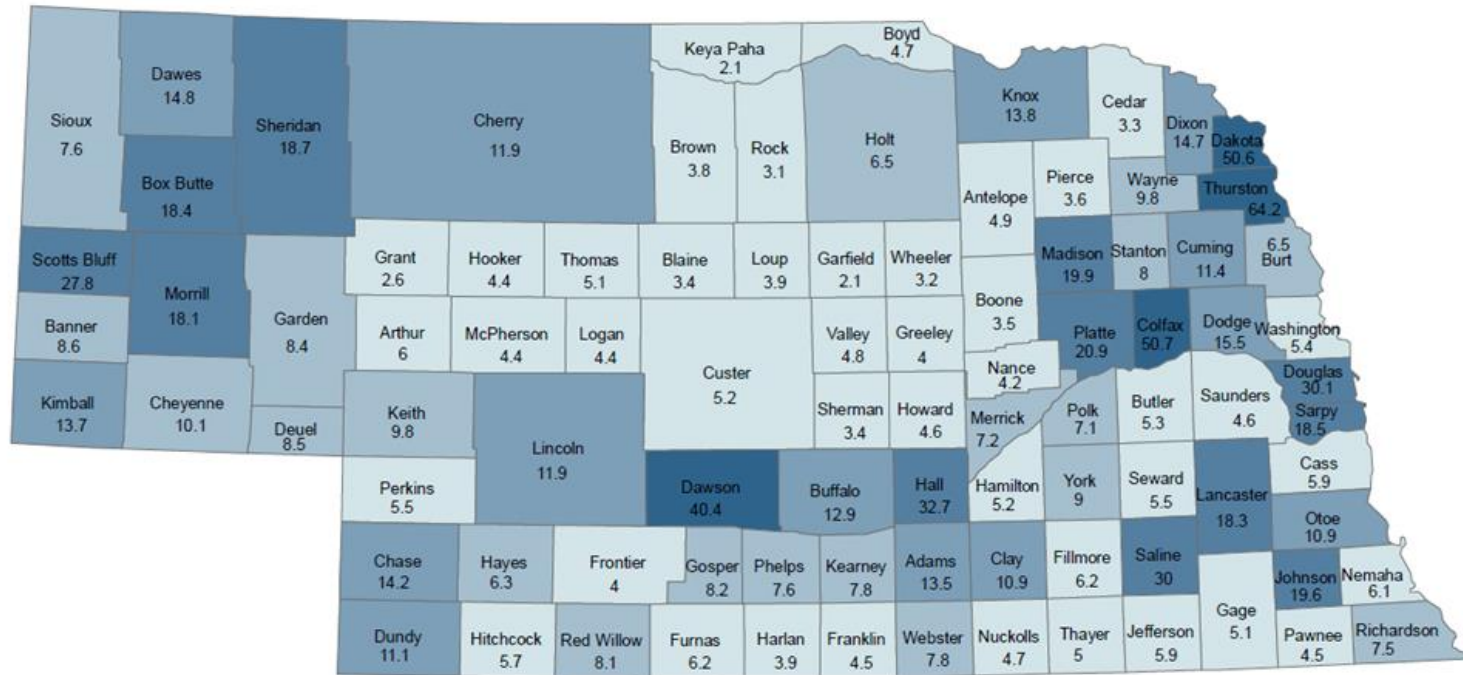 Sioux
7.6
Dawes
14.8
Sheridan
18.7
Cherry
11.9
Keya Paha
2.1
Boyd
4.7
Box Butte
18.4
Brown
3.8
Rock
3.1
Holt
6.5
Knox
13.8
Cedar
3.3
Dixon
14.7
Dakota
50.6
Antelope
4.9
Pierce
3.6
Wayne
9.8
Thurston
64.2
Scotts Bluff
27.8
Morrill
18.1
Garden
8.4
Grant
2.6
Hooker
4.4
Thomas
5.1
Blaine
3.4
Loup
3.9
Garfield
2.1
Wheeler
3.2
Madison
19.9
Stanton
8
Cuming
11.4
6.5
Burt
Banner
8.6
Arthur
6
McPherson
4.4
Logan
4.4
Custer
5.2
Valley
4.8
Greeley
4
Boone
3.5
Platte
20.9
Colfax
50.7
Dodge
15.5
Washington
5.4
Nance
4.2
Douglas
30.1
Kimball
13.7
Cheyenne
10.1
Deuel
8.5
Keith
9.8
Lincoln
11.9
Sherman
3.4
Howard
4.6
Merrick
7.2
Polk
7.1
Butler
5.3
Saunders
4.6
Sarpy
18.5
Perkins
5.5
Dawson
40.4
Buffalo
12.9
Hall
32.7
Hamilton
5.2
York
9
Seward
5.5
Lancaster
18.3
Cass
5.9
Otoe
10.9
Chase
14.2
Hayes
6.3
Frontier
4
Gosper
8.2
Phelps
7.6
Kearney
7.8
Adams
13.5
Clay
10.9
Fillmore
6.2
Saline
30
Johnson
19.6
Nemaha
6.1
Dundy
11.1
Hitchcock
5.7
Red Willow
8.1
Furnas
6.2
Harlan
3.9
Franklin
4.5
Webster
7.8
Nuckolls
4.7
Thayer
5
Jefferson
5.9
Gage
5.1
Pawnee
4.5
Richardson
7.5